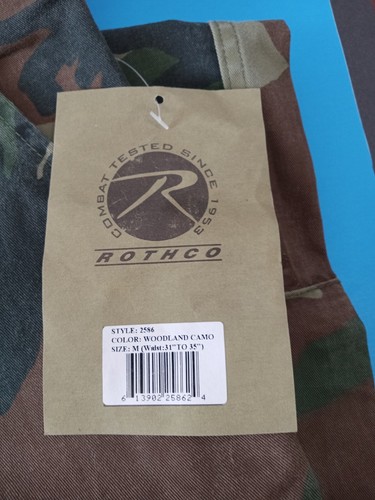 COMBAT TESTED SINCE 1953
R
ROTHCO
STYLE: 2586
COLOR: WOODLAND CAMO
SIZE: M (Waist:31"TO 35")
6 13902 25862 4